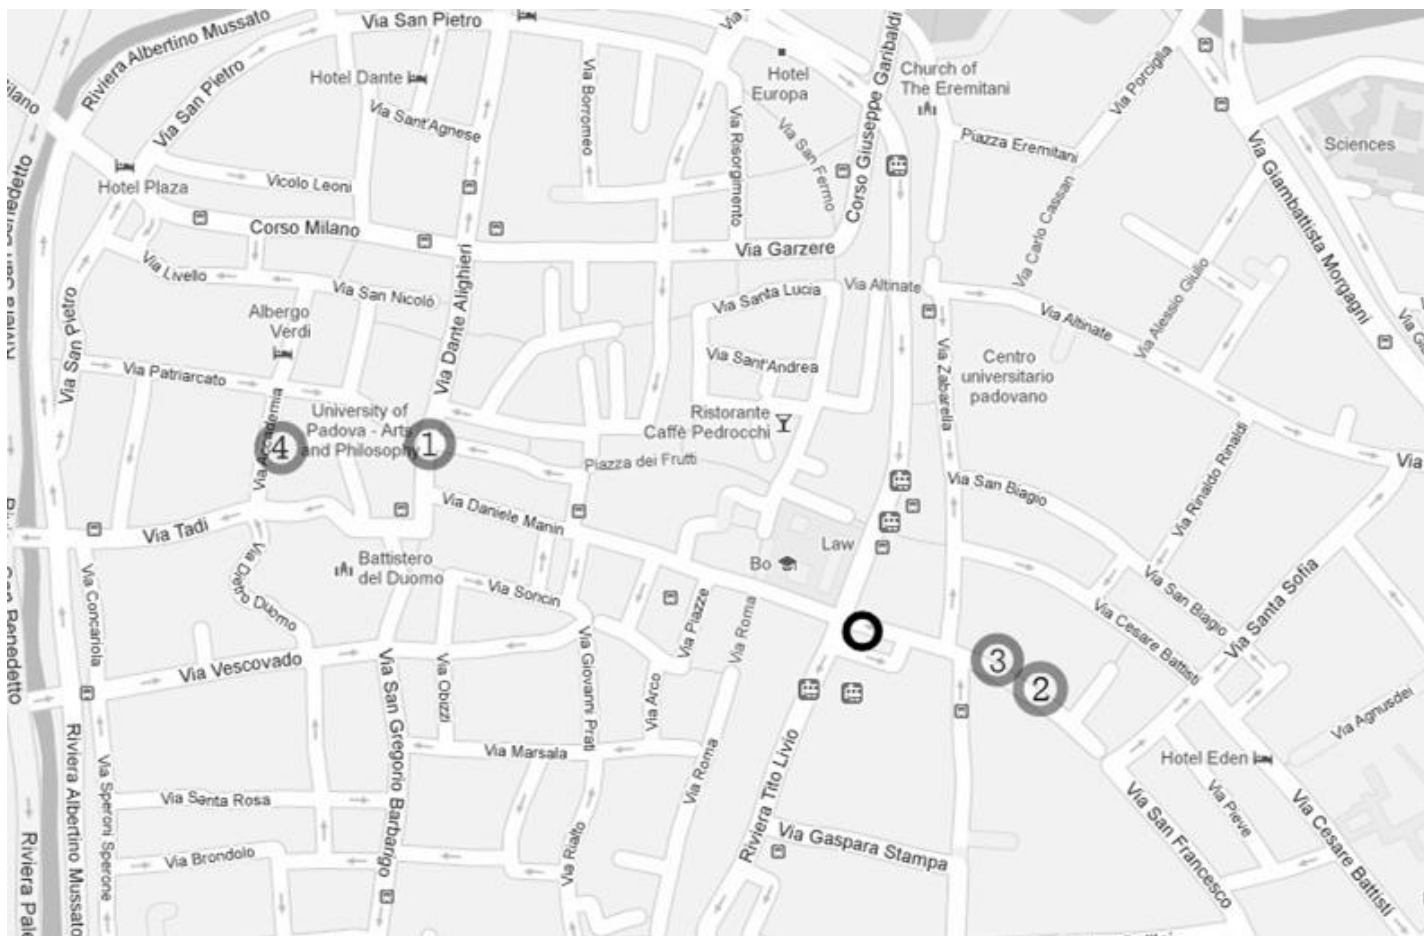 Riviera Albertino Mussato
Via San Pietro
Via San Pietro
Hotel Dante
Via Sant'Agnese
Via Borromeo
Via Risorgimento
Hotel
Europa
Via San Fermo
Corso Giuseppe Garibaldi
Church of
The Eremitani
Piazza Eremitani
Via Porciglia
Via Giambattista Morgagni
Sciences
ilano
Hotel Plaza
Vicolo Leoni
Corso Milano
Via Dante Alighieri
Via Garzere
Via Carlo Cassan
Via Alessio Giulio
Via Livello
Via San Nicolò
Via Santa Lucia
Via Altinate
Via Altinate
Albergo
Verdi
Via San Pietro
Via Patriarcato
Via Accademia
Via Sant'Andrea
Via Zabarella
Centro
universitario
padovano
University of
Padova - Arts
and Philosophy
Ristorante
Caffè Pedrocchi
Piazza dei Frutti
4
1
Via San Biagio
Via Rinaldo Rinaldi
Via
Via Tadi
Via Daniele Manin
Bo
Law
Battistero
del Duomo
Via Dietro Duomo
Via Concariola
Via Soncin
Via Piazze
Via Roma
Via San Biagio
Via Cesare Battisti
Via Santa Sofia
3
2
San Benedetto
Via Vescovado
Via San Gregorio Barbarigo
Via Obizzi
Via Giovanni Prati
Via Arco
Via Marsala
Via Roma
Riviera Tito Livio
Hotel Eden
Via Agnusdei
Riviera Albertino Mussato
Via Speroni Sperone
Via Santa Rosa
Via Brondolo
Via Rialto
Via Gaspara Stampa
Via San Francesco
Via Pieve
Via Cesare Battisti
Riviera Pale